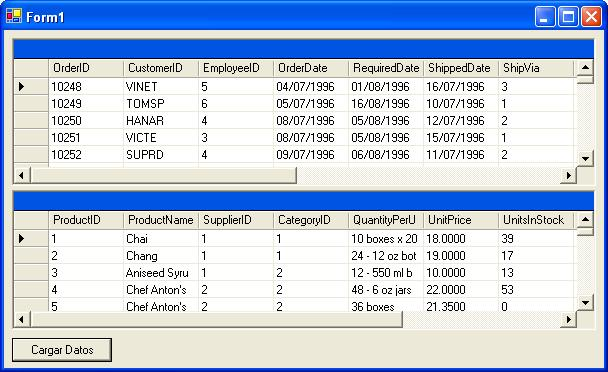 Form1
OrderID CustomerID EmployeeID OrderDate RequiredDate ShippedDate ShipVia
10248 VINET 5 04/07/1996 01/08/1996 16/07/1996 3
10249 TOMSP 6 05/07/1996 16/08/1996 10/07/1996 1
10250 HANAR 4 08/07/1996 05/08/1996 12/07/1996 2
10251 VICTE 3 08/07/1996 05/08/1996 15/07/1996 1
10252 SUPRD 4 09/07/1996 06/08/1996 11/07/1996 2
ProductID ProductName SupplierID CategoryID QuantityPerU UnitPrice UnitsInStock
1 Chai 1 1 10 boxes x 20 18.0000 39
2 Chang 1 1 24 - 12 oz bot 19.0000 17
3 Aniseed Syru 1 2 12 - 550 ml b 10.0000 13
4 Chef Anton's 2 2 48 - 6 oz jars 22.0000 53
5 Chef Anton's 2 2 36 boxes 21.3500 0
Cargar Datos